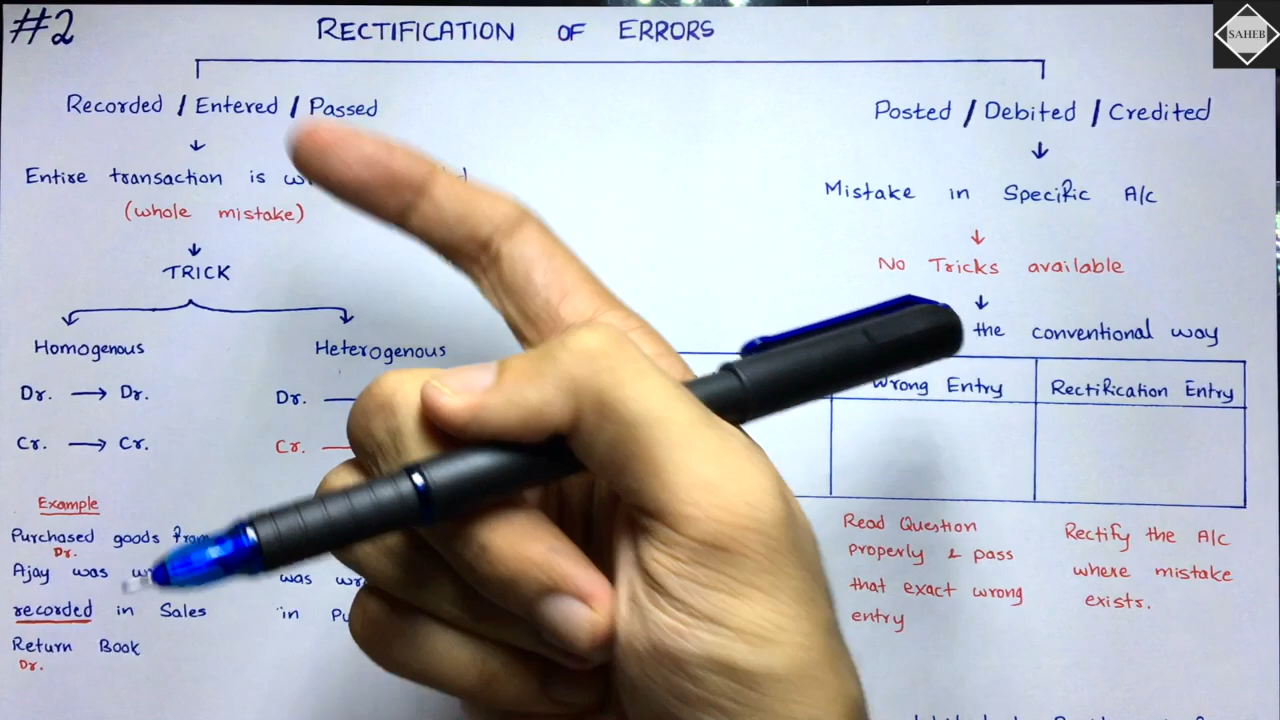 #2
RECTIFICATION OF ERRORS
SAHEB
Recorded / Entered / Passed
Entire transaction is
(whole mistake)
TRICK
Homogenous
Heterogenous
Dr. → Dr.
Cr. → Cr.
Dr.
Cr.
Example
Purchased goods from
Dr.
Ajay was
recorded in Sales
Return Book
Dr.
was
in
Posted / Debited / Credited
Mistake in Specific A/c
No Tricks available
the conventional way
Wrong Entry
Rectification Entry
Read Question
properly & pass
that exact wrong
entry
Rectify the A/c
where mistake
exists.